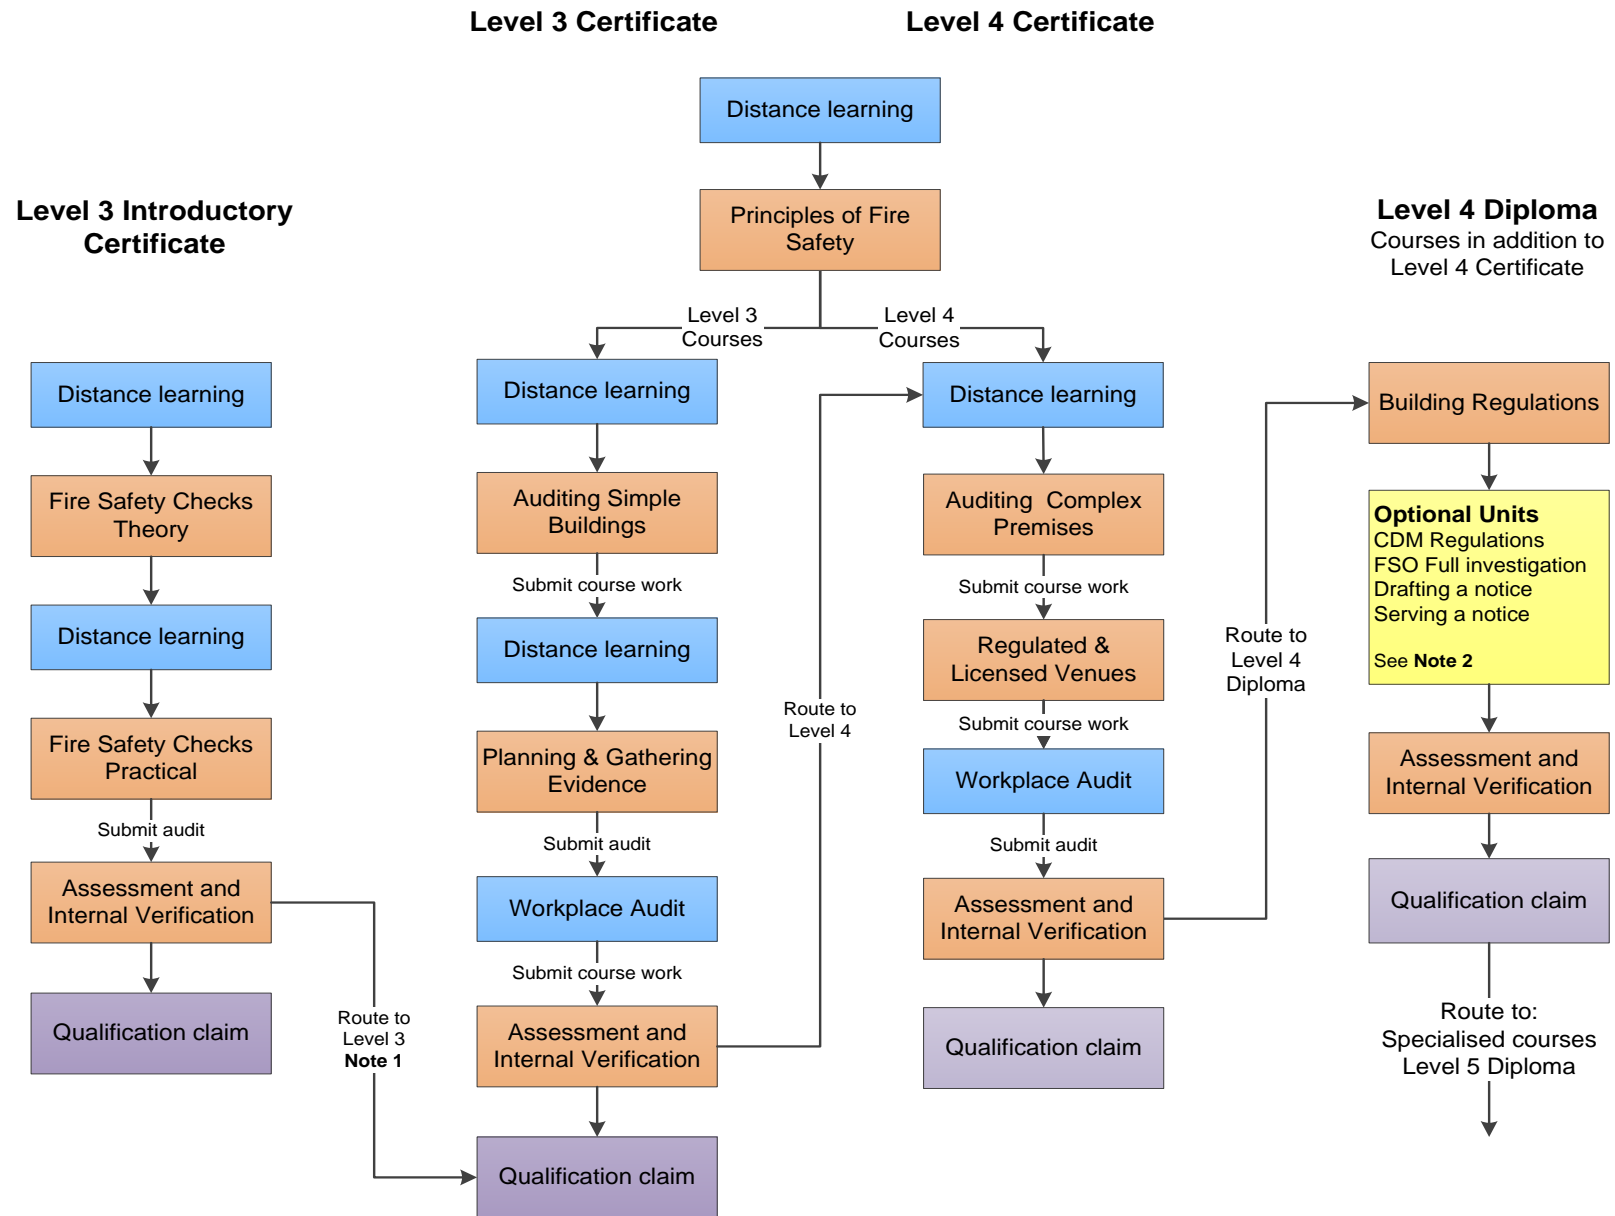 Level 3 Certificate
Level 4 Certificate
Distance learning
Principles of Fire
Safety
Level 3
Courses
Level 4
Courses
Level 3 Introductory
Certificate
Distance learning
Fire Safety Checks
Theory
Distance learning
Fire Safety Checks
Practical
Submit audit
Assessment and
Internal Verification
Qualification claim
Route to
Level 3
Note 1
Distance learning
Auditing Simple
Buildings
Submit course work
Distance learning
Planning & Gathering
Evidence
Submit audit
Workplace Audit
Submit course work
Assessment and
Internal Verification
Qualification claim
Route to
Level 4
Distance learning
Auditing  Complex
Premises
Submit course work
Regulated &
Licensed Venues
Submit course work
Workplace Audit
Submit audit
Assessment and
Internal Verification
Qualification claim
Route to
Level 4
Diploma
Level 4 Diploma
Courses in addition to
Level 4 Certificate
Building Regulations
Optional Units
CDM Regulations
FSO Full investigation
Drafting a notice
Serving a notice
See Note 2
Assessment and
Internal Verification
Qualification claim
Route to:
Specialised courses
Level 5 Diploma